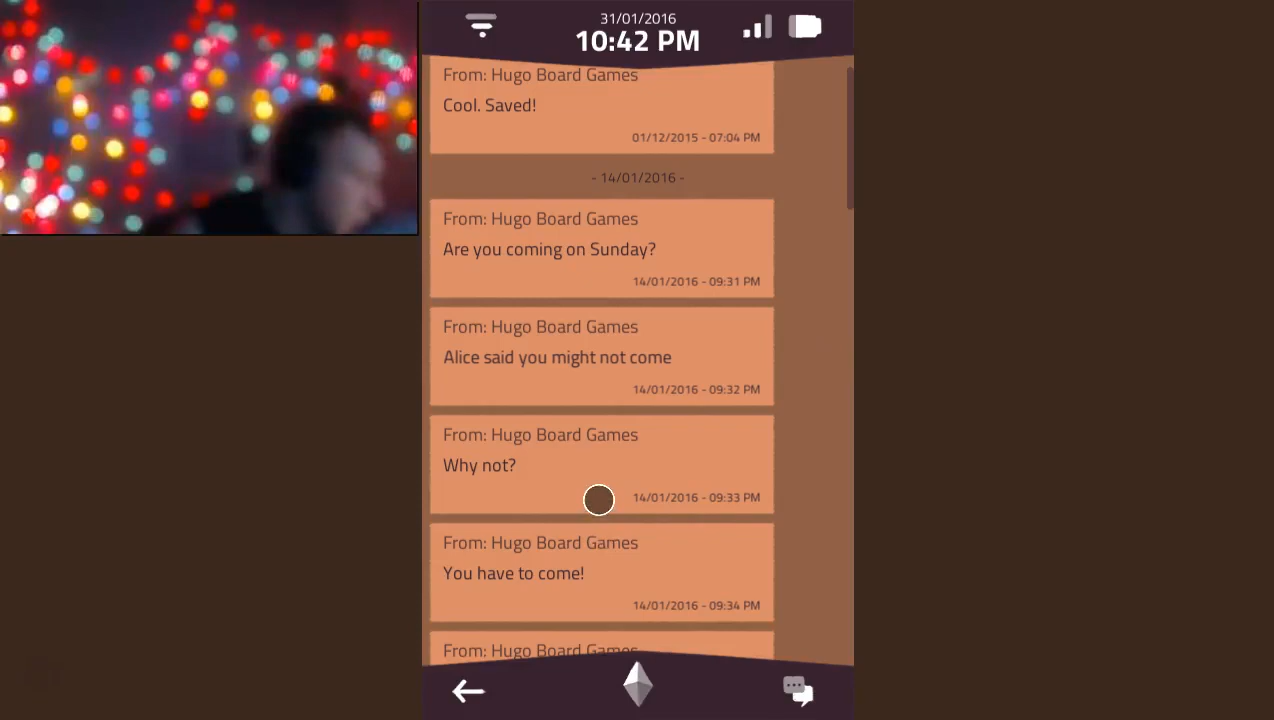 31/01/2016
10:42 PM
From: Hugo Board Games
Cool. Saved!
01/12/2015 - 07:04 PM
- 14/01/2016 -
From: Hugo Board Games
Are you coming on Sunday?
14/01/2016 - 09:31 PM
From: Hugo Board Games
Alice said you might not come
14/01/2016 - 09:32 PM
From: Hugo Board Games
Why not?
14/01/2016 - 09:33 PM
From: Hugo Board Games
You have to come!
14/01/2016 - 09:34 PM
From: Hugo Board Games